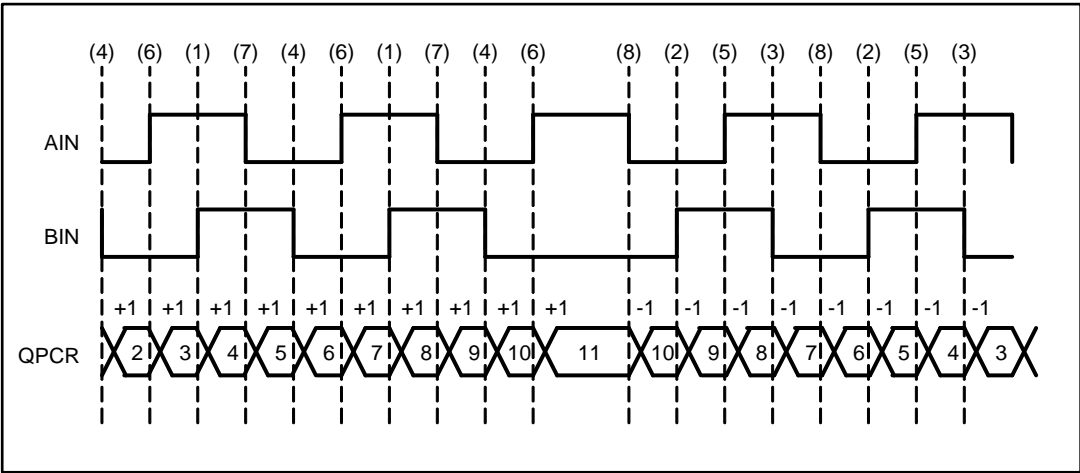 (4) (6) (1) (7) (4) (6) (1) (7) (4) (6) (8) (2) (5) (3) (8) (2) (5) (3)
AIN
BIN
+1 +1 +1 +1 +1 +1 +1 +1 +1 +1 -1 -1 -1 -1 -1 -1 -1 -1
QPCR 2 3 4 5 6 7 8 9 10 11 10 9 8 7 6 5 4 3